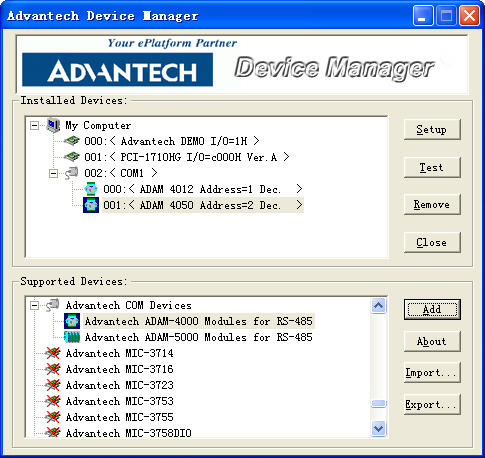 Advantech Device Manager
Your ePlatform Partner
ADVANTECH Device Manager
Installed Devices:
My Computer
000:< Advantech DEMO I/O=1H >
001:< PCI-1710HG I/O=c000H Ver.A >
002:< COM1 >
000:< ADAM 4012 Address=1 Dec. >
001:< ADAM 4050 Address=2 Dec. >
Setup
Test
Remove
Close
Supported Devices:
Advantech COM Devices
Advantech ADAM-4000 Modules for RS-485
Advantech ADAM-5000 Modules for RS-485
Advantech MIC-3714
Advantech MIC-3716
Advantech MIC-3723
Advantech MIC-3753
Advantech MIC-3755
Advantech MIC-3758DIO
Add
About
Import...
Export...